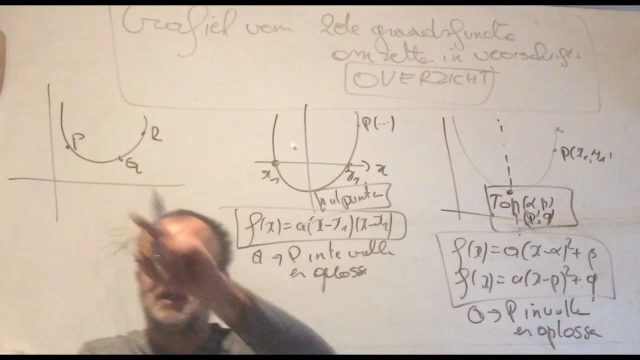 Grafiek vom 2de graadsfunctie
omzetten in voorschrift
OVERZICHT
P
Q
R
P(...)
x₁
x₂
x
nulpunten
f(x)=a(x-x₁)(x-x₂)
a → P invullen
en oplossen
P(x₁,y₁)
Top(α,β)
(p,q)
f(x)=a(x-α)²+β
f(x)=a(x-p)²+q
a → P invullen
en oplossen